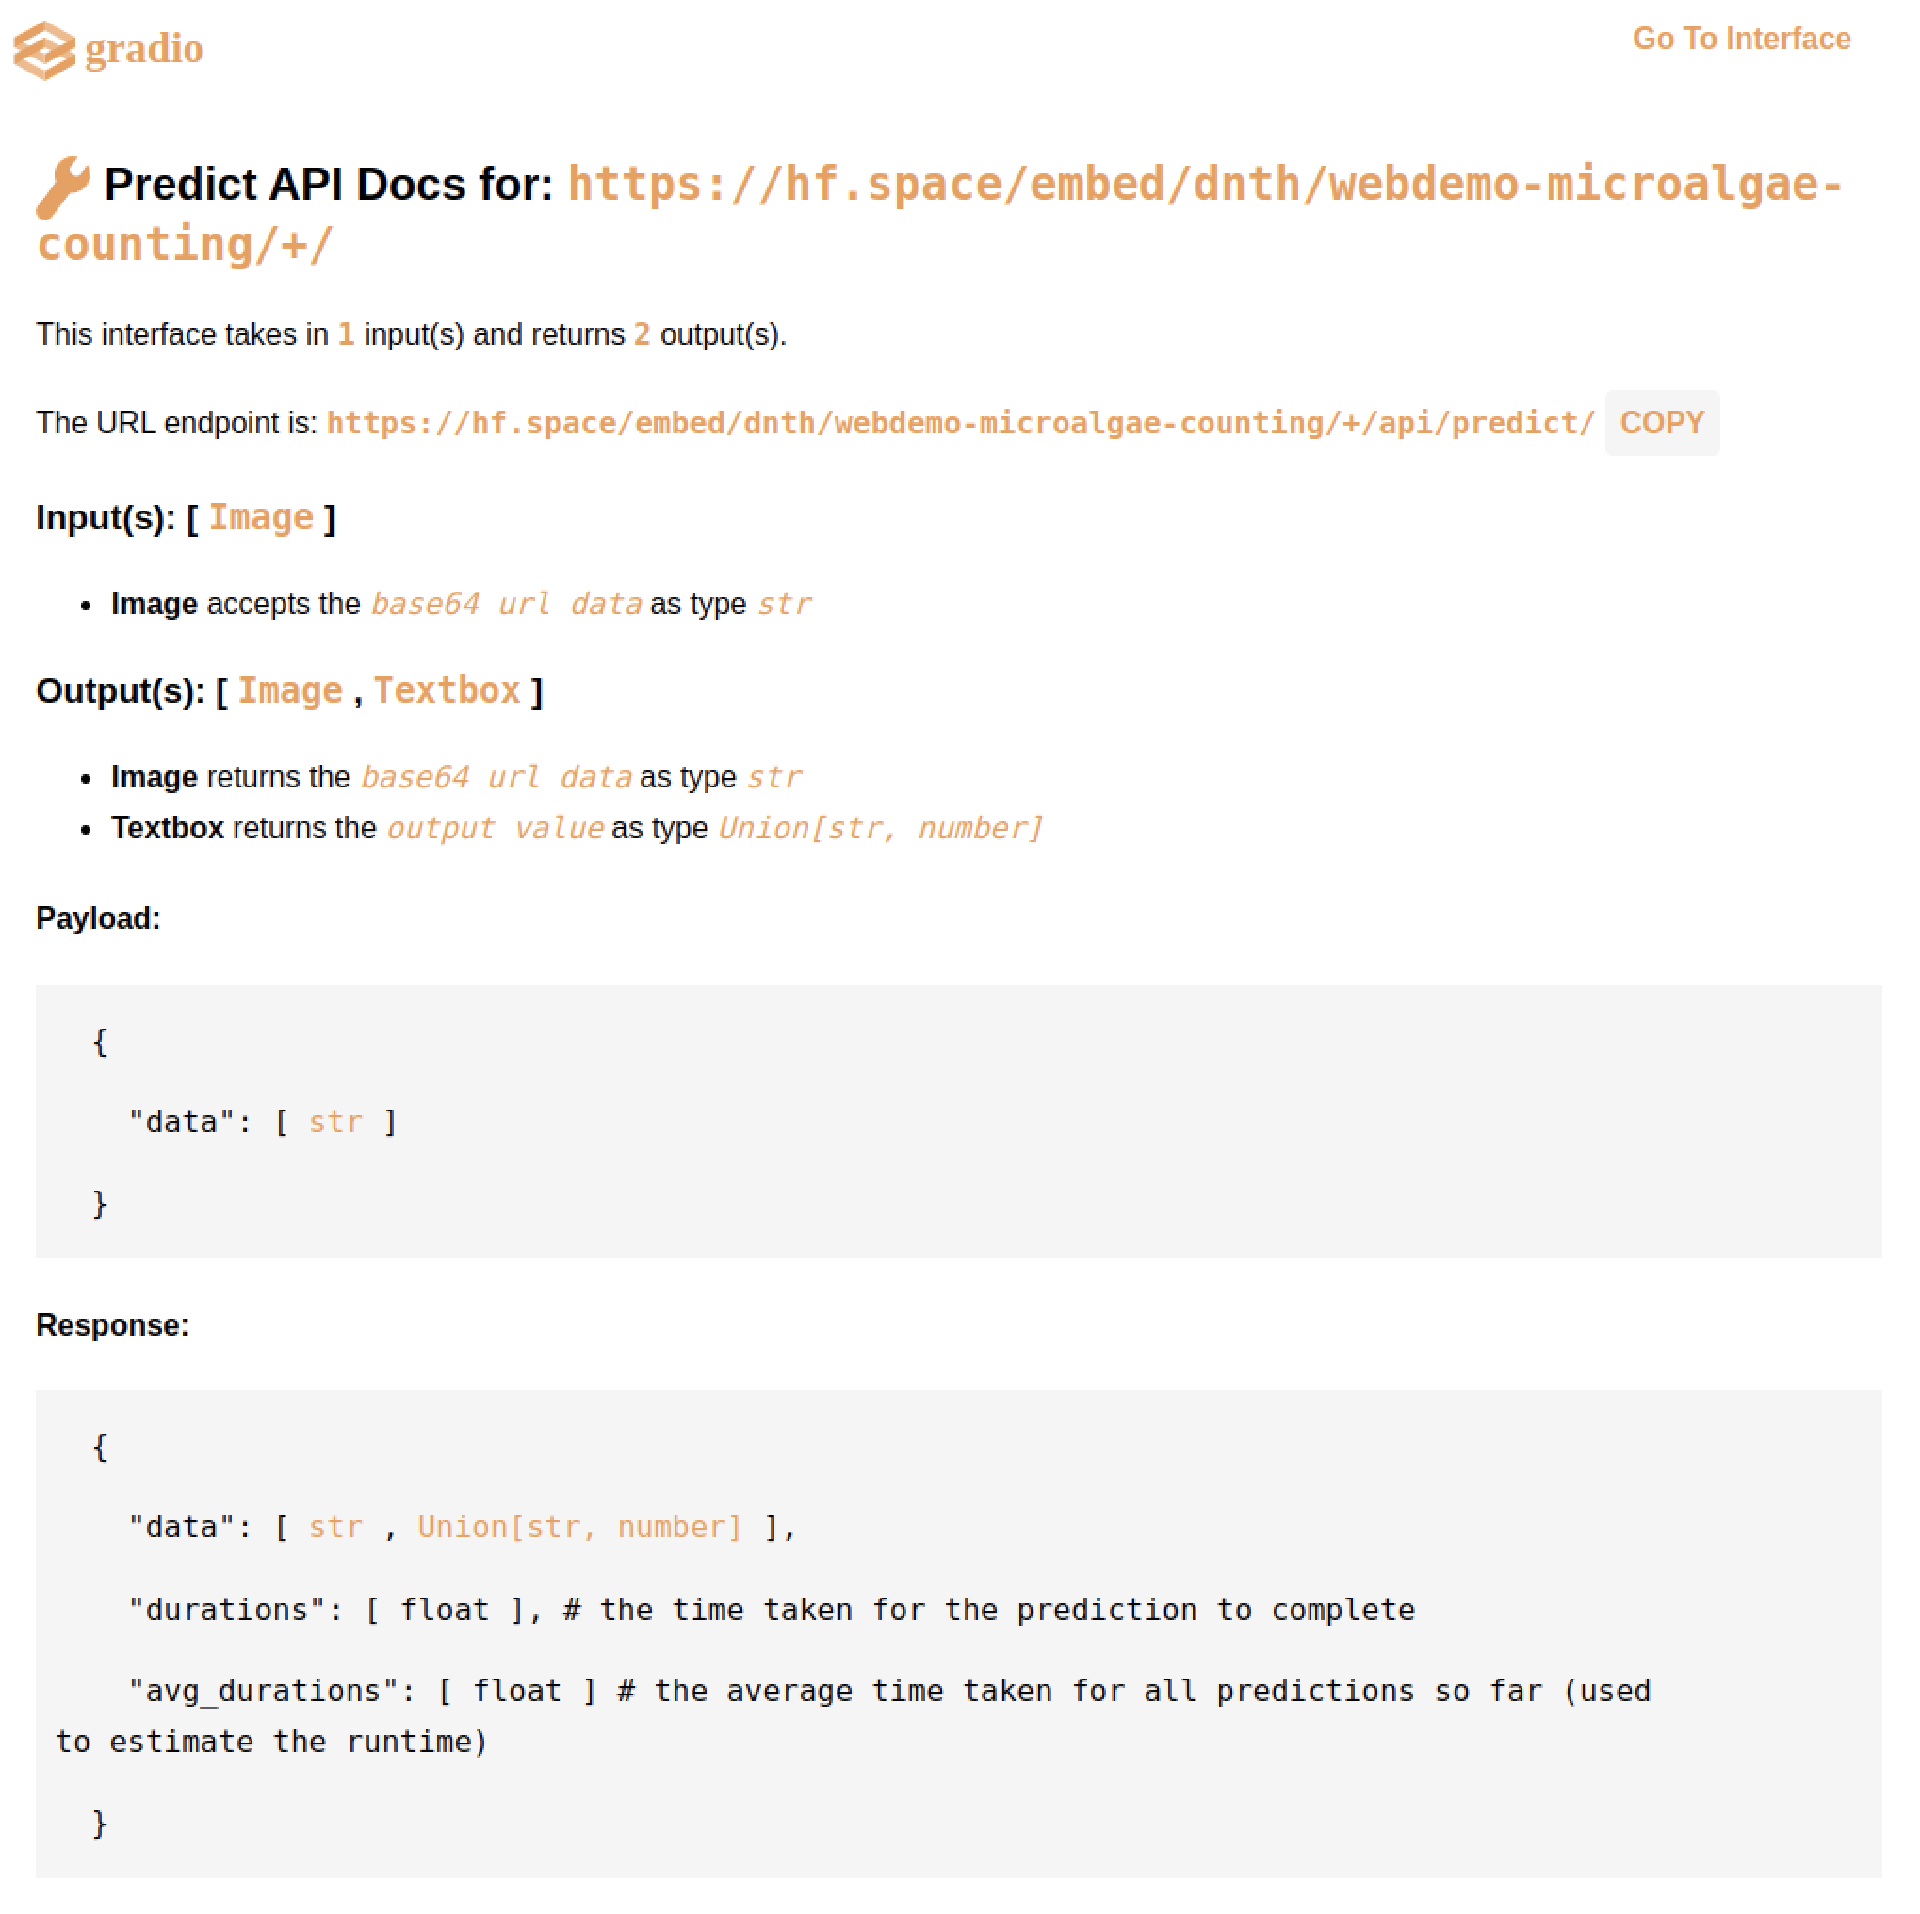 gradio
Go To Interface
Predict API Docs for: https://hf.space/embed/dnth/webdemo-microalgae-
counting/+/
This interface takes in 1 input(s) and returns 2 output(s).
The URL endpoint is: https://hf.space/embed/dnth/webdemo-microalgae-counting/+/api/predict/ COPY
Input(s): [ Image ]
• Image accepts the base64 url data as type str
Output(s): [ Image , Textbox ]
• Image returns the base64 url data as type str
• Textbox returns the output value as type Union[str, number]
Payload:
{
"data": [ str ]
}
Response:
{
"data": [ str , Union[str, number] ],
"durations": [ float ], # the time taken for the prediction to complete
"avg_durations": [ float ] # the average time taken for all predictions so far (used
to estimate the runtime)
}